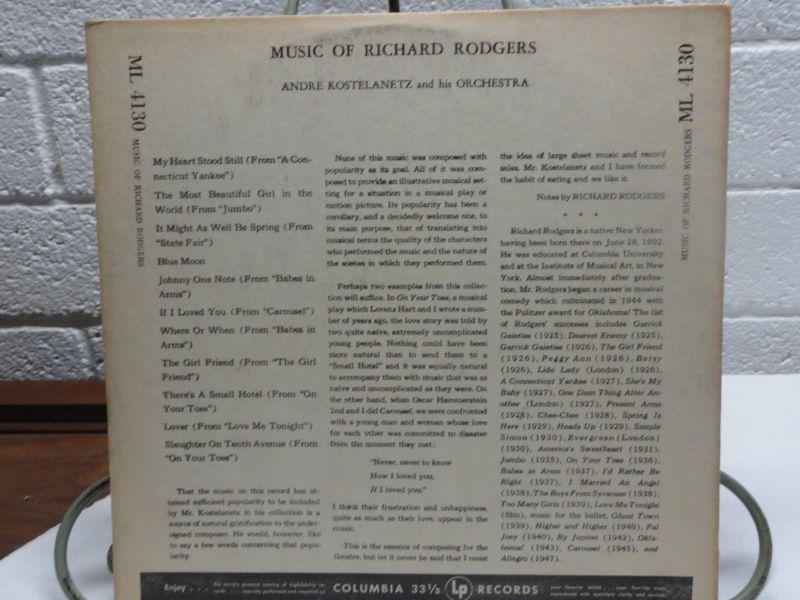 MUSIC OF RICHARD RODGERS
ANDRE KOSTELANETZ and his ORCHESTRA
ML 4130 MUSIC OF RICHARD RODGERS
My Heart Stood Still (From "A Con-
necticut Yankee")
The Most Beautiful Girl in the
World (From "Jumbo")
It Might As Well Be Spring (From
"State Fair")
Blue Moon
Johnny One Note (From "Babes in
Arms")
If I Loved You (From "Carousel")
Where Or When (From "Babes in
Arms")
The Girl Friend (From "The Girl
Friend")
There's A Small Hotel (From "On
Your Toes")
Lover (From "Love Me Tonight")
Slaughter On Tenth Avenue (From
"On Your Toes")
That the music on this record has at-
tained sufficient popularity to be included
by Mr. Kostelanetz in his collection is a
source of natural gratification to the under-
signed composer. He would, however, like
to say a few words concerning that popu-
larity.
None of this music was composed with
popularity as its goal. All of it was com-
posed to provide an illustrative musical set-
ting for a situation in a musical play or
motion picture. Its popularity has been a
corollary, and a decidedly welcome one, to
its main purpose, that of translating into
musical terms the quality of the characters
who performed the music and the nature of
the scenes in which they performed them.
Perhaps two examples from this collec-
tion will suffice. In On Your Toes, a musical
play which Lorenz Hart and I wrote a num-
ber of years ago, the love story was told by
two quite naive, extremely uncomplicated
young people. Nothing could have been
more natural than to send them to a
"Small Hotel" and it was equally natural
to accompany them with music that was as
naive and uncomplicated as they were. On
the other hand, when Oscar Hammerstein
2nd and I did Carousel, we were confronted
with a young man and woman whose love
for each other was committed to disaster
from the moment they met:
"Never, never to know
How I loved you,
If I loved you."
I think their frustration and unhappiness,
quite as much as their love, appear in the
music.
This is the essence of composing for the
theatre, but let it never be said that I resist
the idea of large sheet music and record
sales. Mr. Kostelanetz and I have formed
the habit of eating and we like it.
Notes by RICHARD RODGERS
* * *
Richard Rodgers is a native New Yorker,
having been born there on June 28, 1902.
He was educated at Columbia University
and at the Institute of Musical Art, in New
York. Almost immediately after gradua-
tion, Mr. Rodgers began a career in musical
comedy which culminated in 1944 with
the Pulitzer award for Oklahoma! The list
of Rodgers' successes includes Garrick
Gaieties (1925), Dearest Enemy (1925),
Garrick Gaieties (1926), The Girl Friend
(1926), Peggy Ann (1926), Betsy
(1926), Lido Lady (London) (1926),
A Connecticut Yankee (1927), She's My
Baby (1927), One Dam Thing After An-
other (London) (1927), Present Arms
(1928), Chee-Chee (1928), Spring Is
Here (1929), Heads Up (1929), Simple
Simon (1930), Evergreen (London)
(1930), America's Sweetheart (1931),
Jumbo (1935), On Your Toes (1936),
Babes in Arms (1937), I'd Rather Be
Right (1937), I Married An Angel
(1938), The Boys From Syracuse (1938),
Too Many Girls (1939), Love Me Tonight
(film), music for the ballet, Ghost Town
(1939), Higher and Higher (1940), Pal
Joey (1940), By Jupiter (1942), Okla-
homa! (1943), Carousel (1945), and
Allegro (1947).
ML 4130
MUSIC OF RICHARD RODGERS
Enjoy . . . . COLUMBIA 33⅓ Lp RECORDS